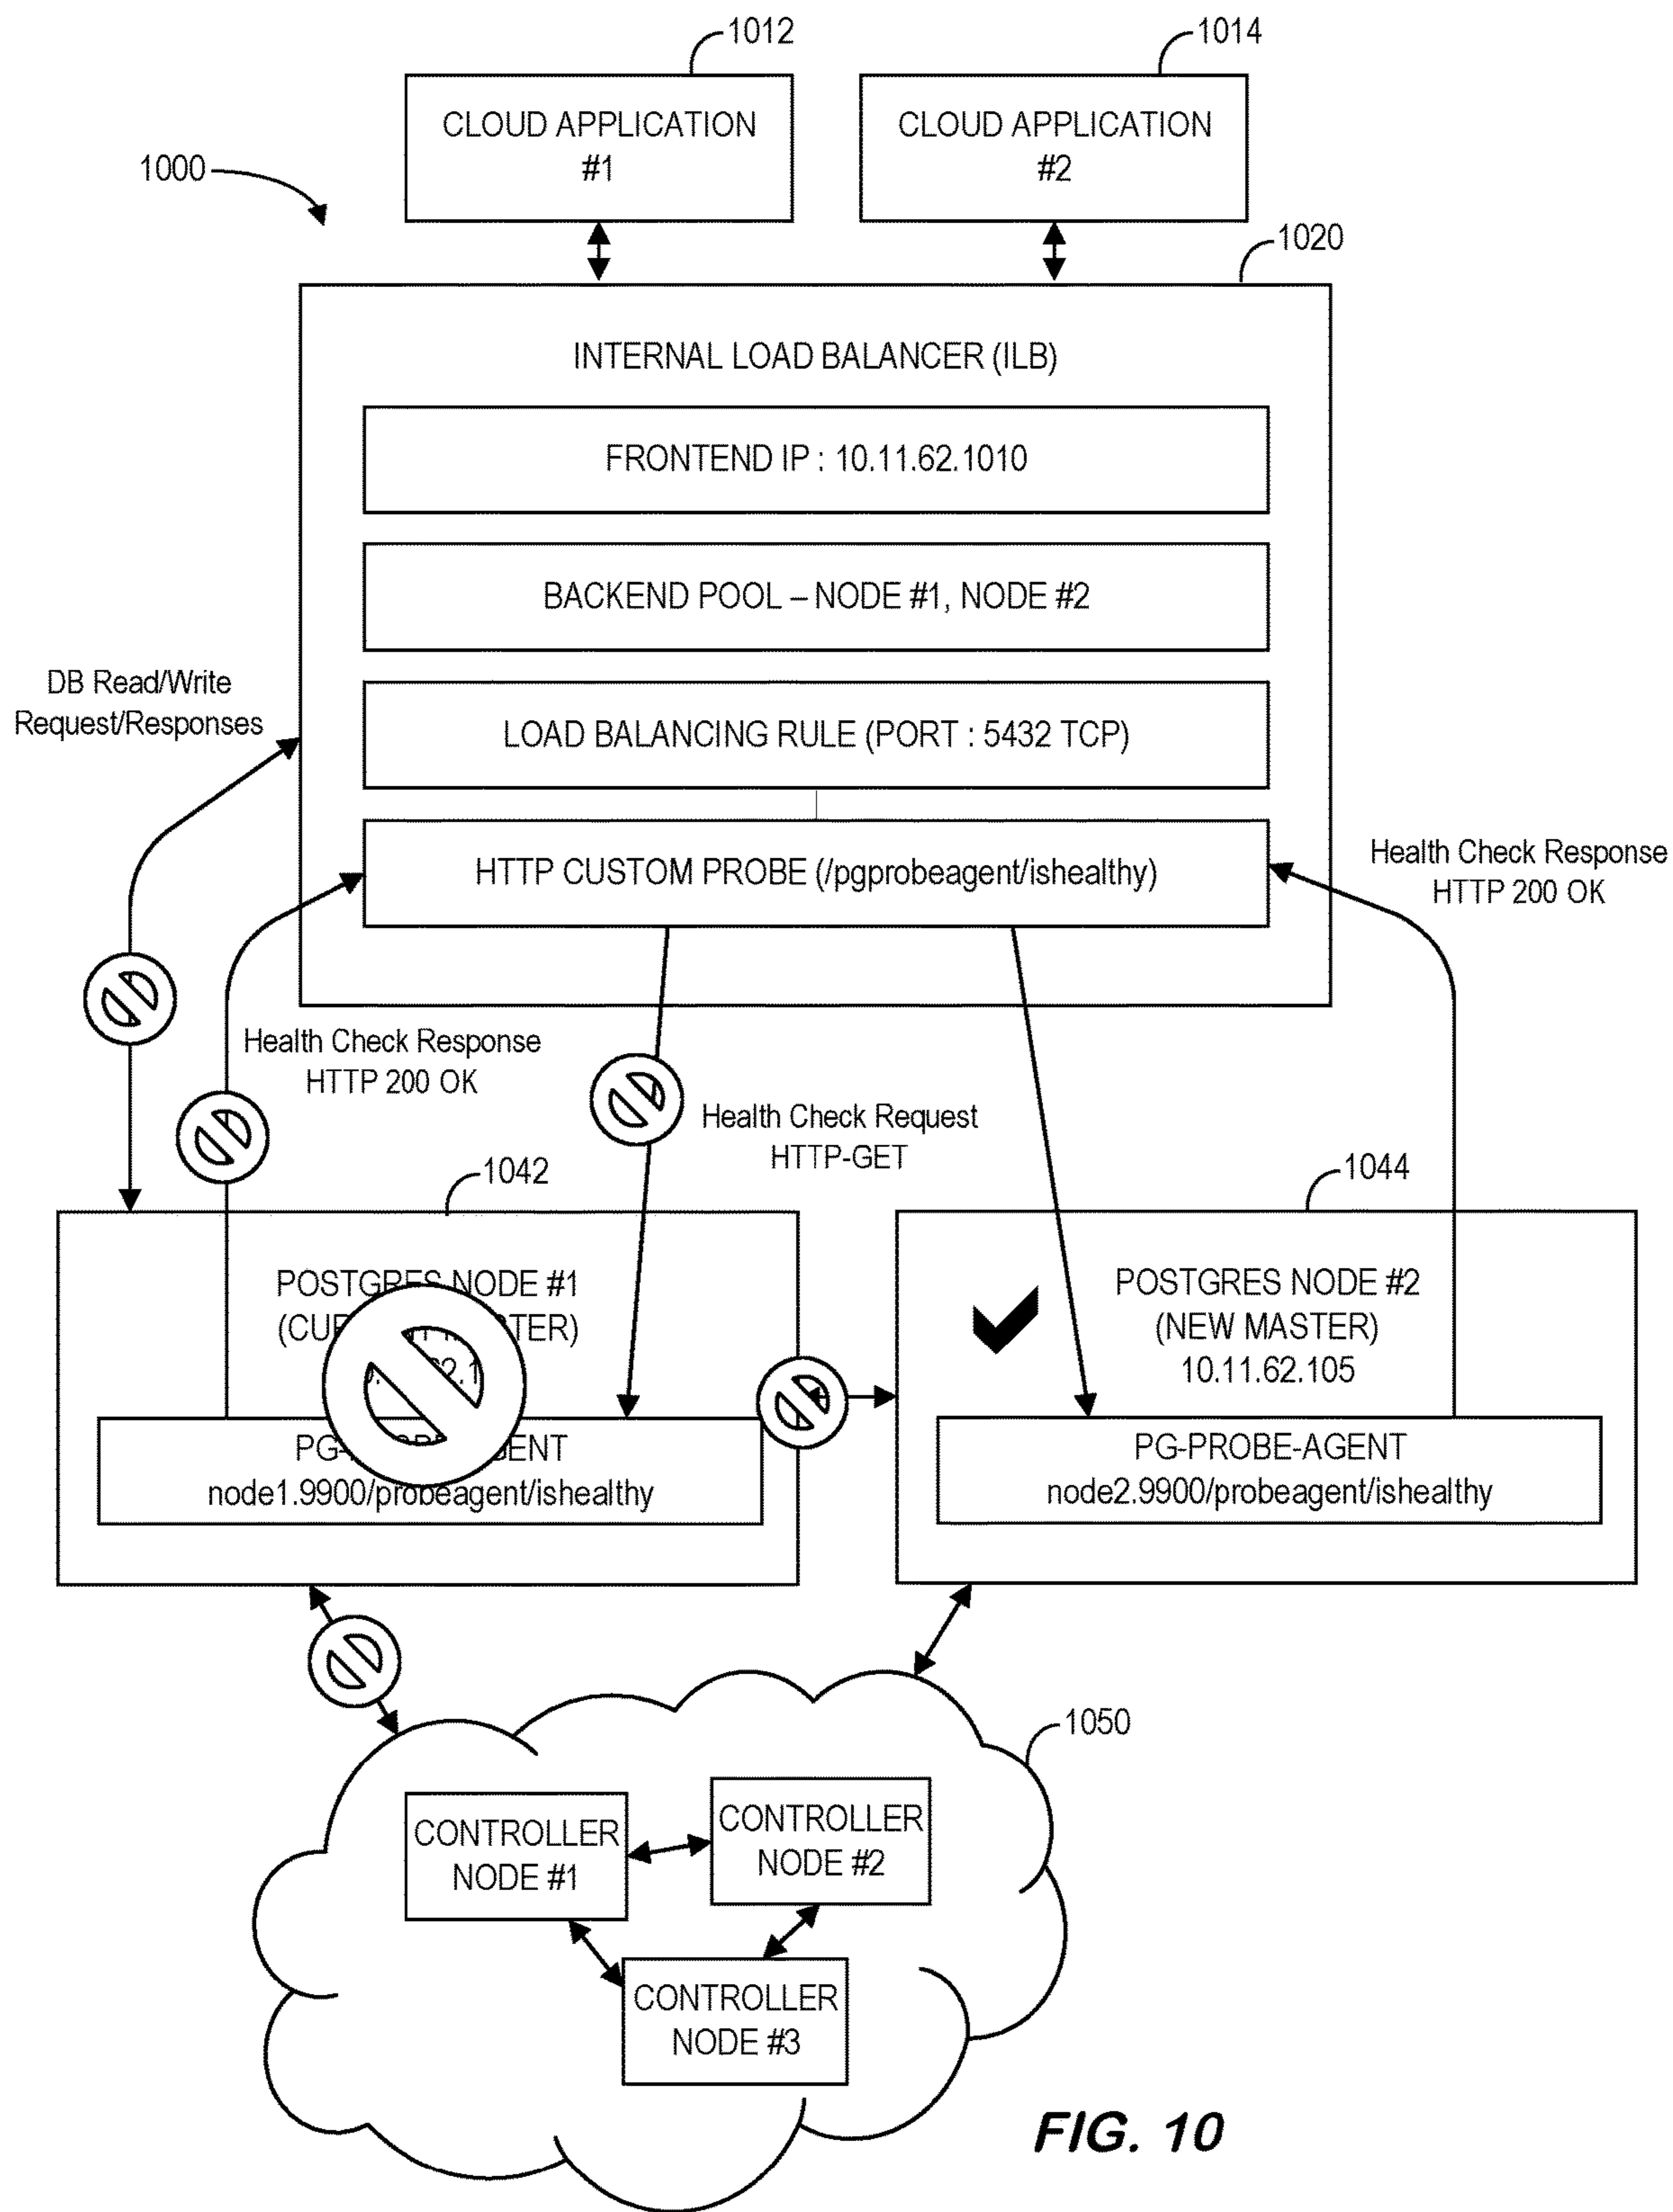 1012
1014
CLOUD APPLICATION
#1
CLOUD APPLICATION
#2
1000
1020
INTERNAL LOAD BALANCER (ILB)
FRONTEND IP : 10.11.62.1010
BACKEND POOL – NODE #1, NODE #2
DB Read/Write
Request/Responses
LOAD BALANCING RULE (PORT : 5432 TCP)
HTTP CUSTOM PROBE (/pgprobeagent/ishealthy)
Health Check Response
HTTP 200 OK
Health Check Response
HTTP 200 OK
Health Check Request
HTTP-GET
1042
1044
POSTGRES NODE #1
POSTGRES NODE #2
(NEW MASTER)
10.11.62.105
node1.9900/probeagent/ishealthy
PG-PROBE-AGENT
node2.9900/probeagent/ishealthy
1050
CONTROLLER
NODE #1
CONTROLLER
NODE #2
CONTROLLER
NODE #3
FIG. 10